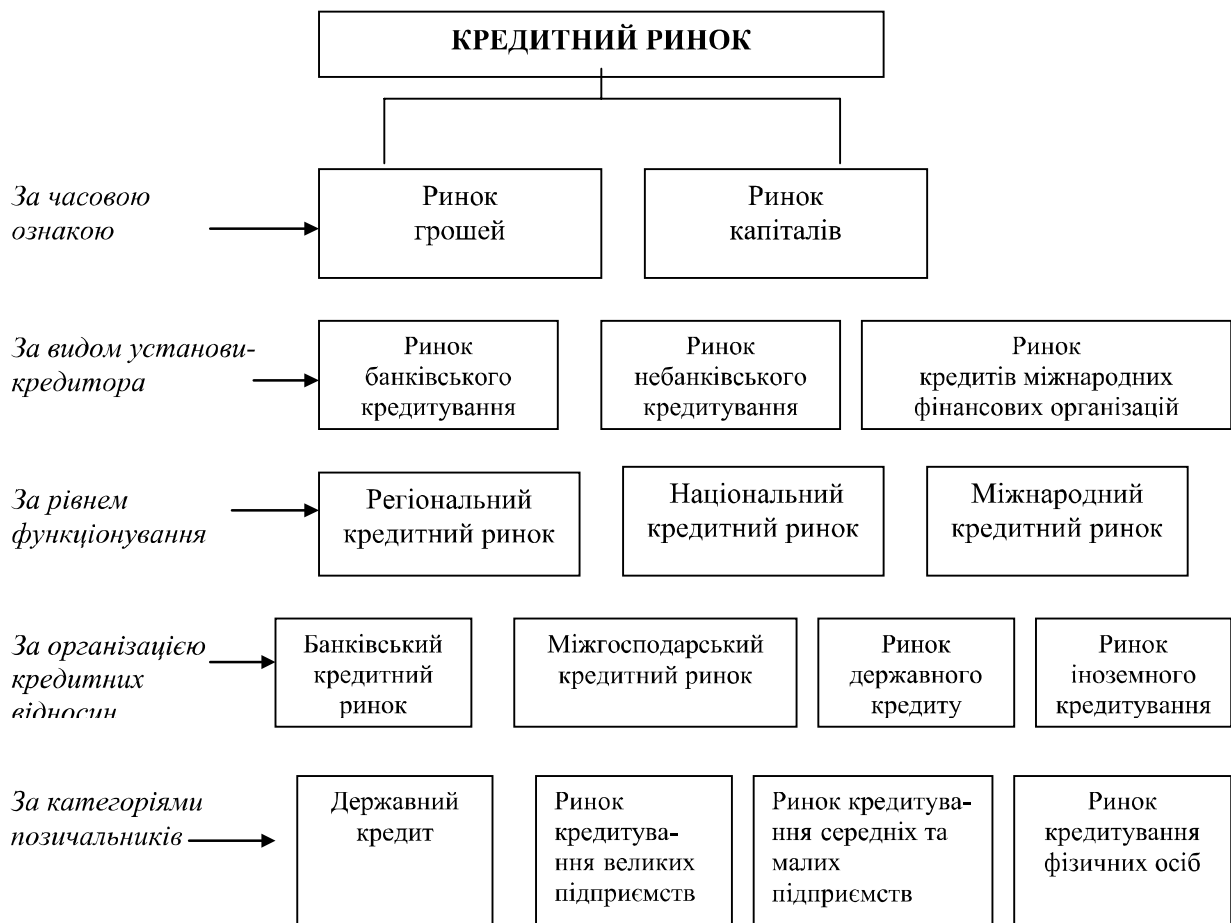 КРЕДИТНИЙ РИНОК
За часовою
ознакою
Ринок
грошей
Ринок
капіталів
За видом установи-
кредитора
Ринок
банківського
кредитування
Ринок
небанківського
кредитування
Ринок
кредитів міжнародних
фінансових організацій
За рівнем
функціонування
Регіональний
кредитний ринок
Національний
кредитний ринок
Міжнародний
кредитний ринок
За організацією
кредитних
відносин
Банківський
кредитний
ринок
Міжгосподарський
кредитний ринок
Ринок
державного
кредиту
Ринок
іноземного
кредитування
За категоріями
позичальників
Державний
кредит
Ринок
кредитува-
ння великих
підприємств
Ринок кредитува-
ння середніх та
малих
підприємств
Ринок
кредитування
фізичних осіб